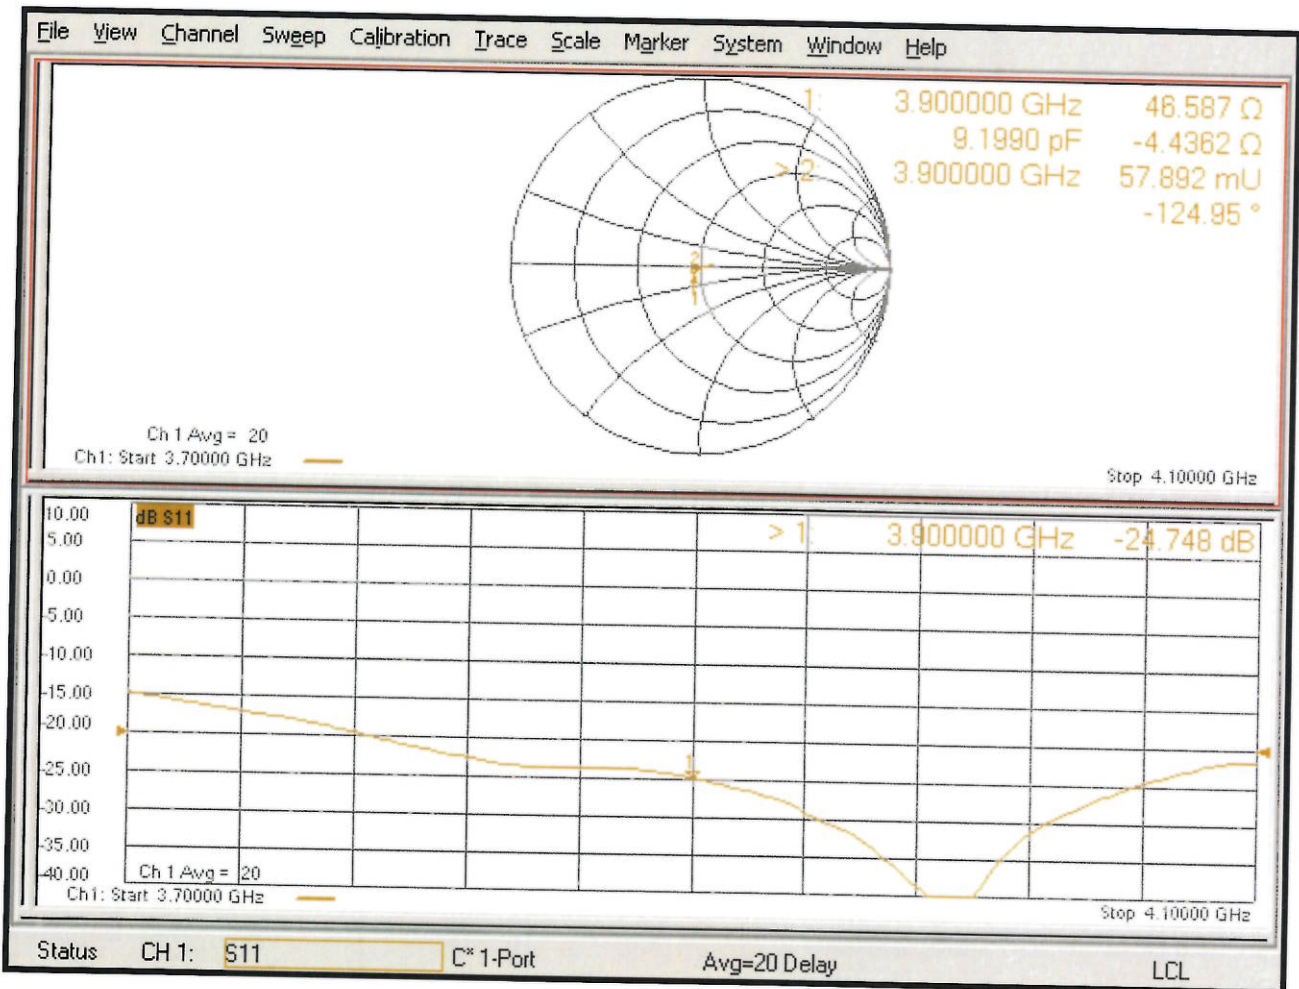 File View Channel Sweep Calibration Trace Scale Marker System Window Help
1: 3.900000 GHz 46.587 Ω
9.1990 pF -4.4362 Ω
> 2: 3.900000 GHz 57.892 mU
-124.95 °
2
1
Ch 1 Avg = 20
Ch1: Start 3.70000 GHz
Stop 4.10000 GHz
10.00
dB S11
> 1: 3.900000 GHz -24.748 dB
5.00
0.00
-5.00
-10.00
-15.00
-20.00
1
-25.00
-30.00
-35.00
-40.00
Ch 1 Avg = 20
Ch1: Start 3.70000 GHz
Stop 4.10000 GHz
Status CH 1: S11 C* 1-Port Avg=20 Delay LCL